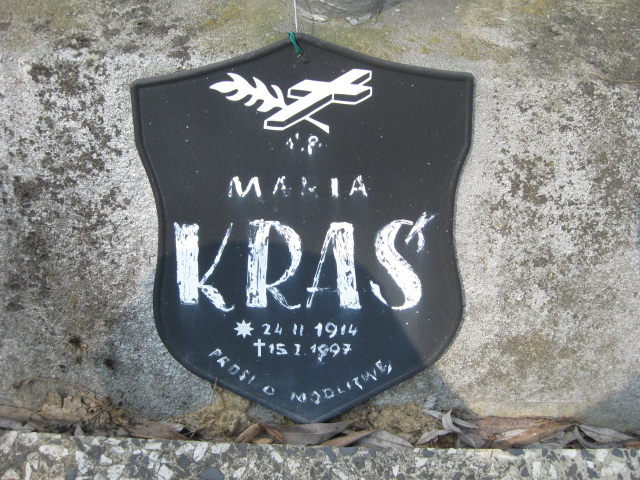 Ś.P.
MARIA
KRAŚ
* 24 II 1914
† 15 I 1997
PROSI O MODLITWĘ